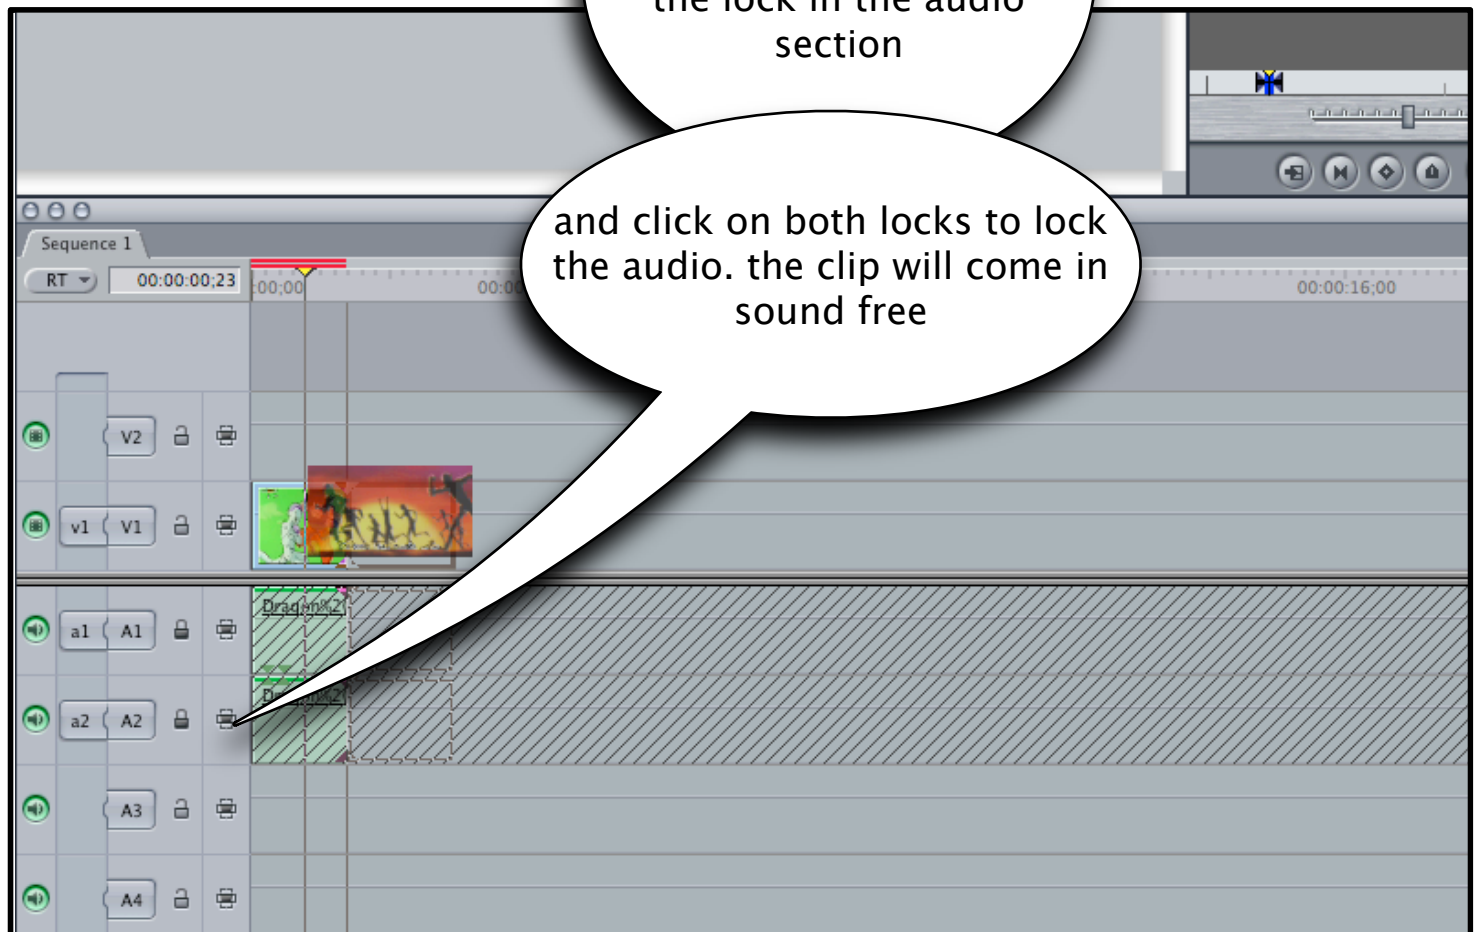 the lock in the audio
section
and click on both locks to lock
the audio. the clip will come in
sound free
Sequence 1
RT
00:00:00;23
:00;00
00:00:16;00
V2
v1 V1
a1 A1
a2 A2
A3
A4